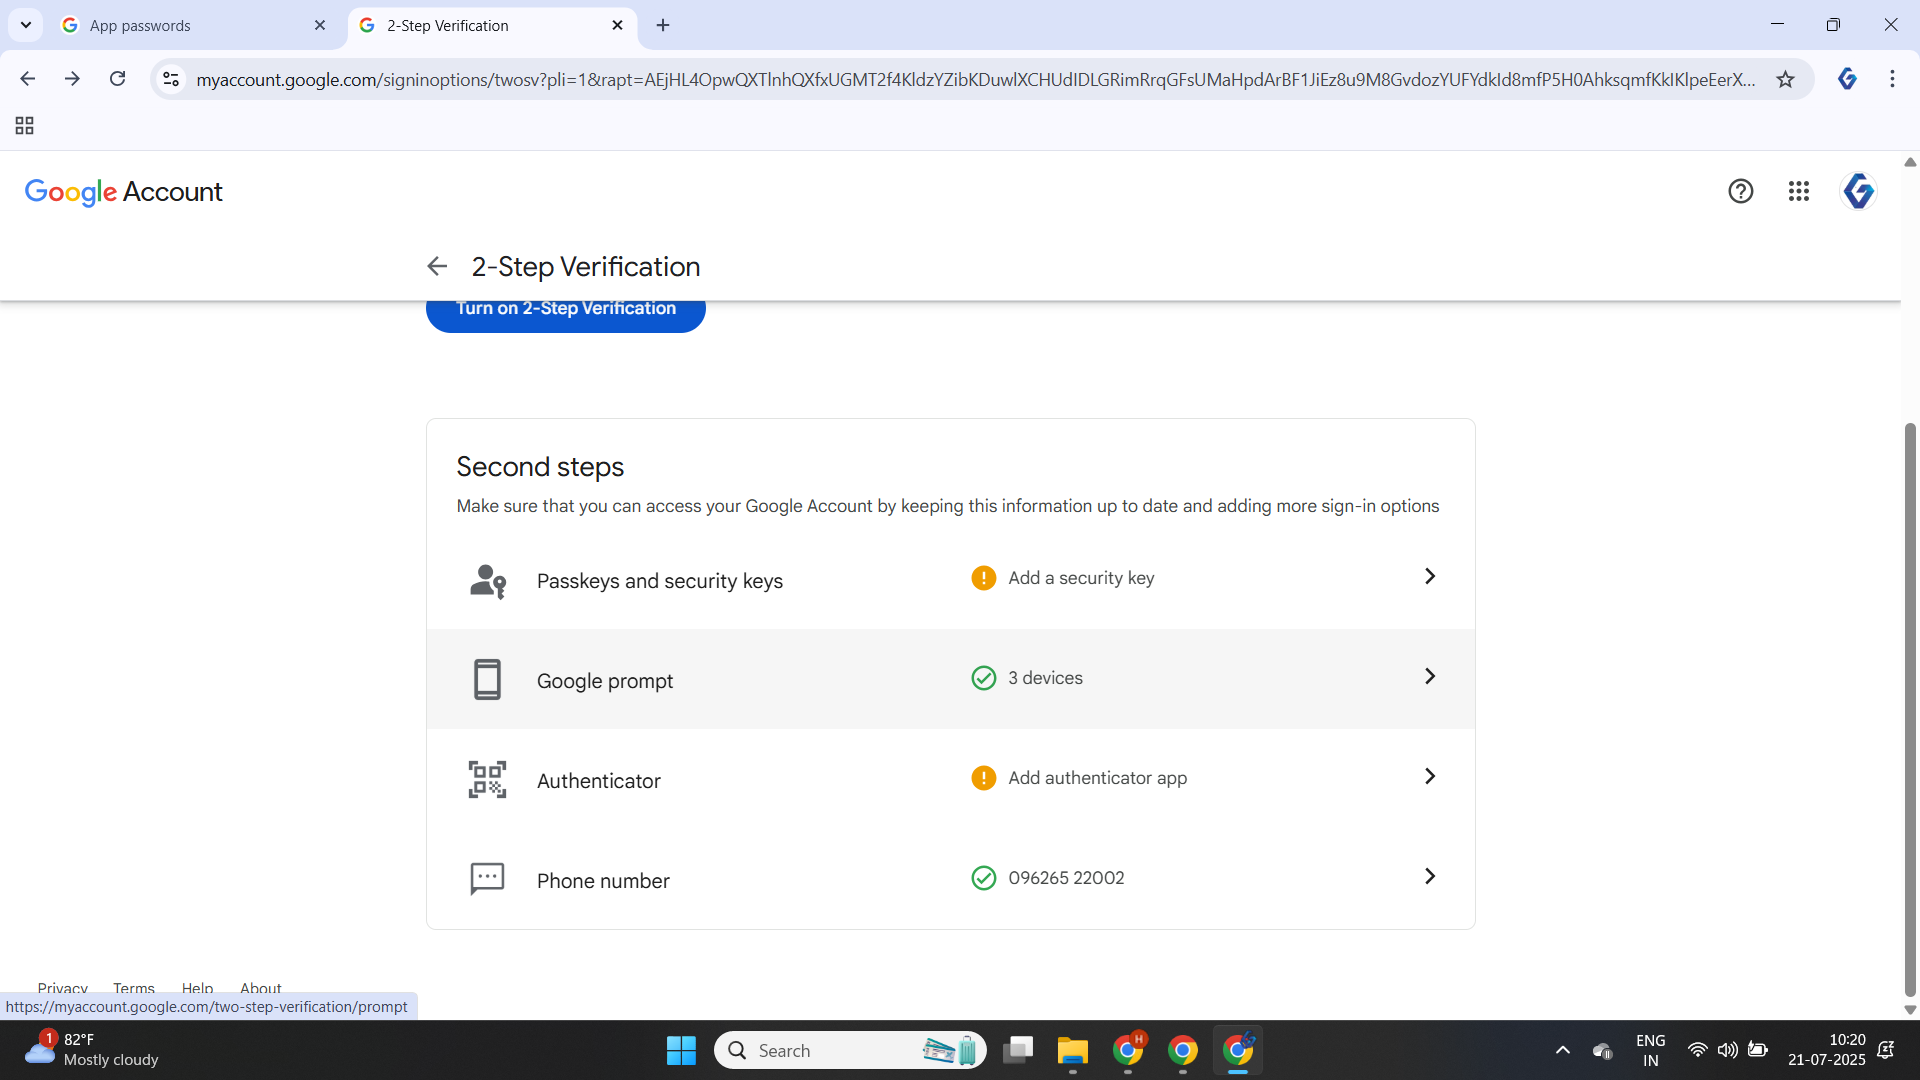 App passwords
2-Step Verification
myaccount.google.com/signinoptions/twosv?pli=1&rapt=
Google Account
2-Step Verification
Turn on 2-Step Verification
Second steps
Make sure that you can access your Google Account by keeping this information up to date and adding more sign-in options
Passkeys and security keys
! Add a security key
Google prompt
3 devices
Authenticator
! Add authenticator app
Phone number
096265 22002
Privacy Terms Help About
https://myaccount.google.com/two-step-verification/prompt
1
82°F
Mostly cloudy
Search
H
ENG
IN
10:20
21-07-2025